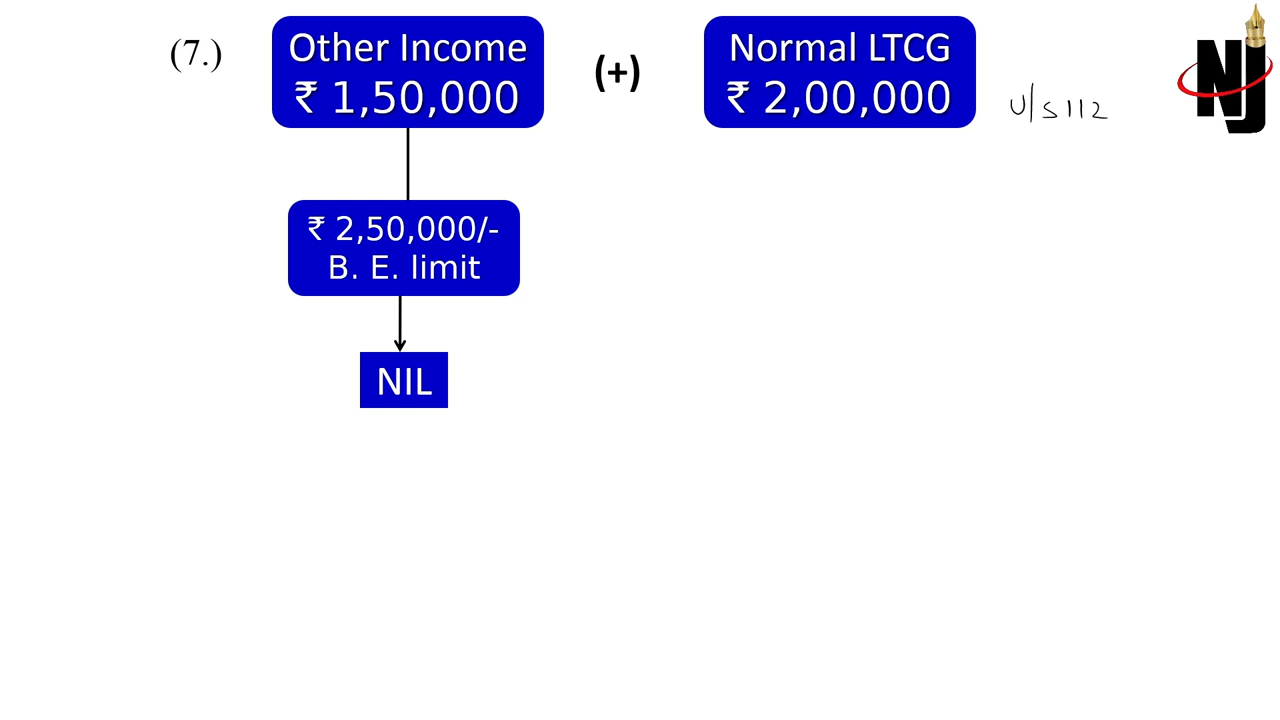 (7.)
Other Income
₹ 1,50,000
(+)
Normal LTCG
₹ 2,00,000
U/s 112
NJ
₹ 2,50,000/-
B. E. limit
NIL